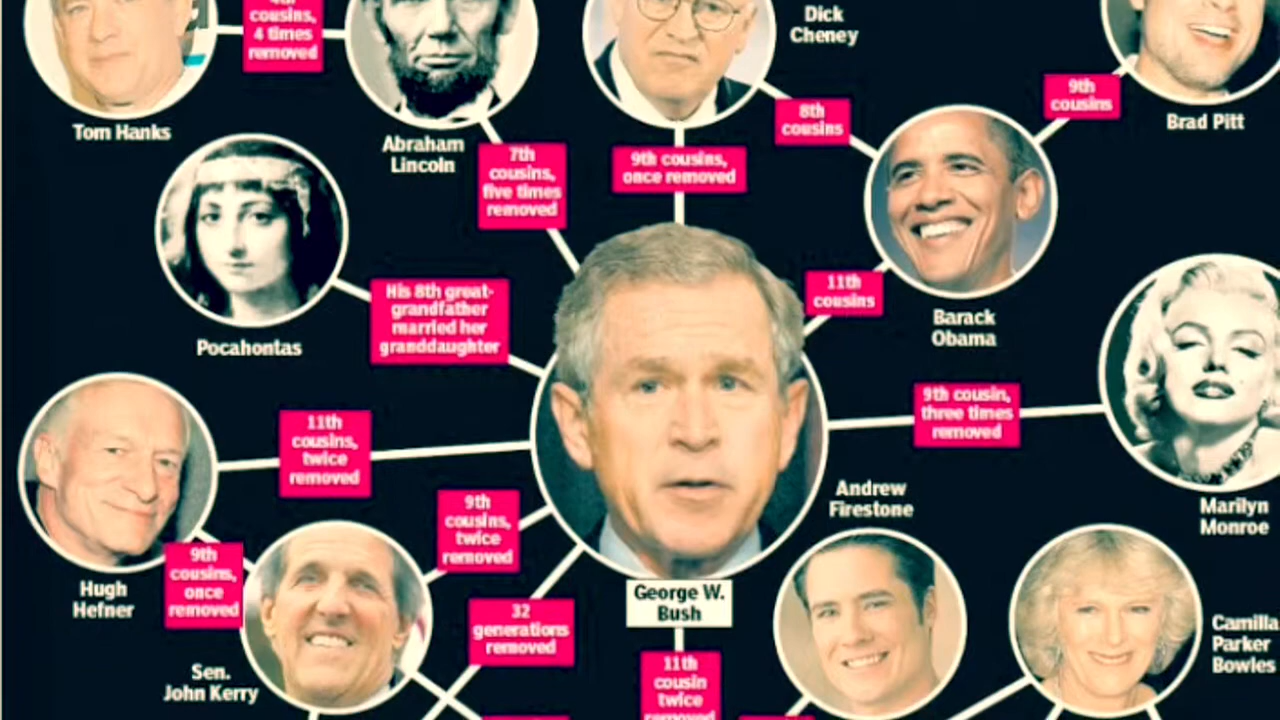 cousins,
4 times
removed
Tom Hanks
Abraham
Lincoln
Dick
Cheney
8th
cousins
9th
cousins
Brad Pitt
7th
cousins,
five times
removed
9th cousins,
once removed
Pocahontas
His 8th great-
grandfather
married her
granddaughter
11th
cousins
Barack
Obama
9th cousin,
three times
removed
Marilyn
Monroe
11th
cousins,
twice
removed
Hugh
Hefner
9th
cousins,
once
removed
9th
cousins,
twice
removed
Sen.
John Kerry
32
generations
removed
George W.
Bush
11th
cousin
twice
removed
Andrew
Firestone
Camilla
Parker
Bowles